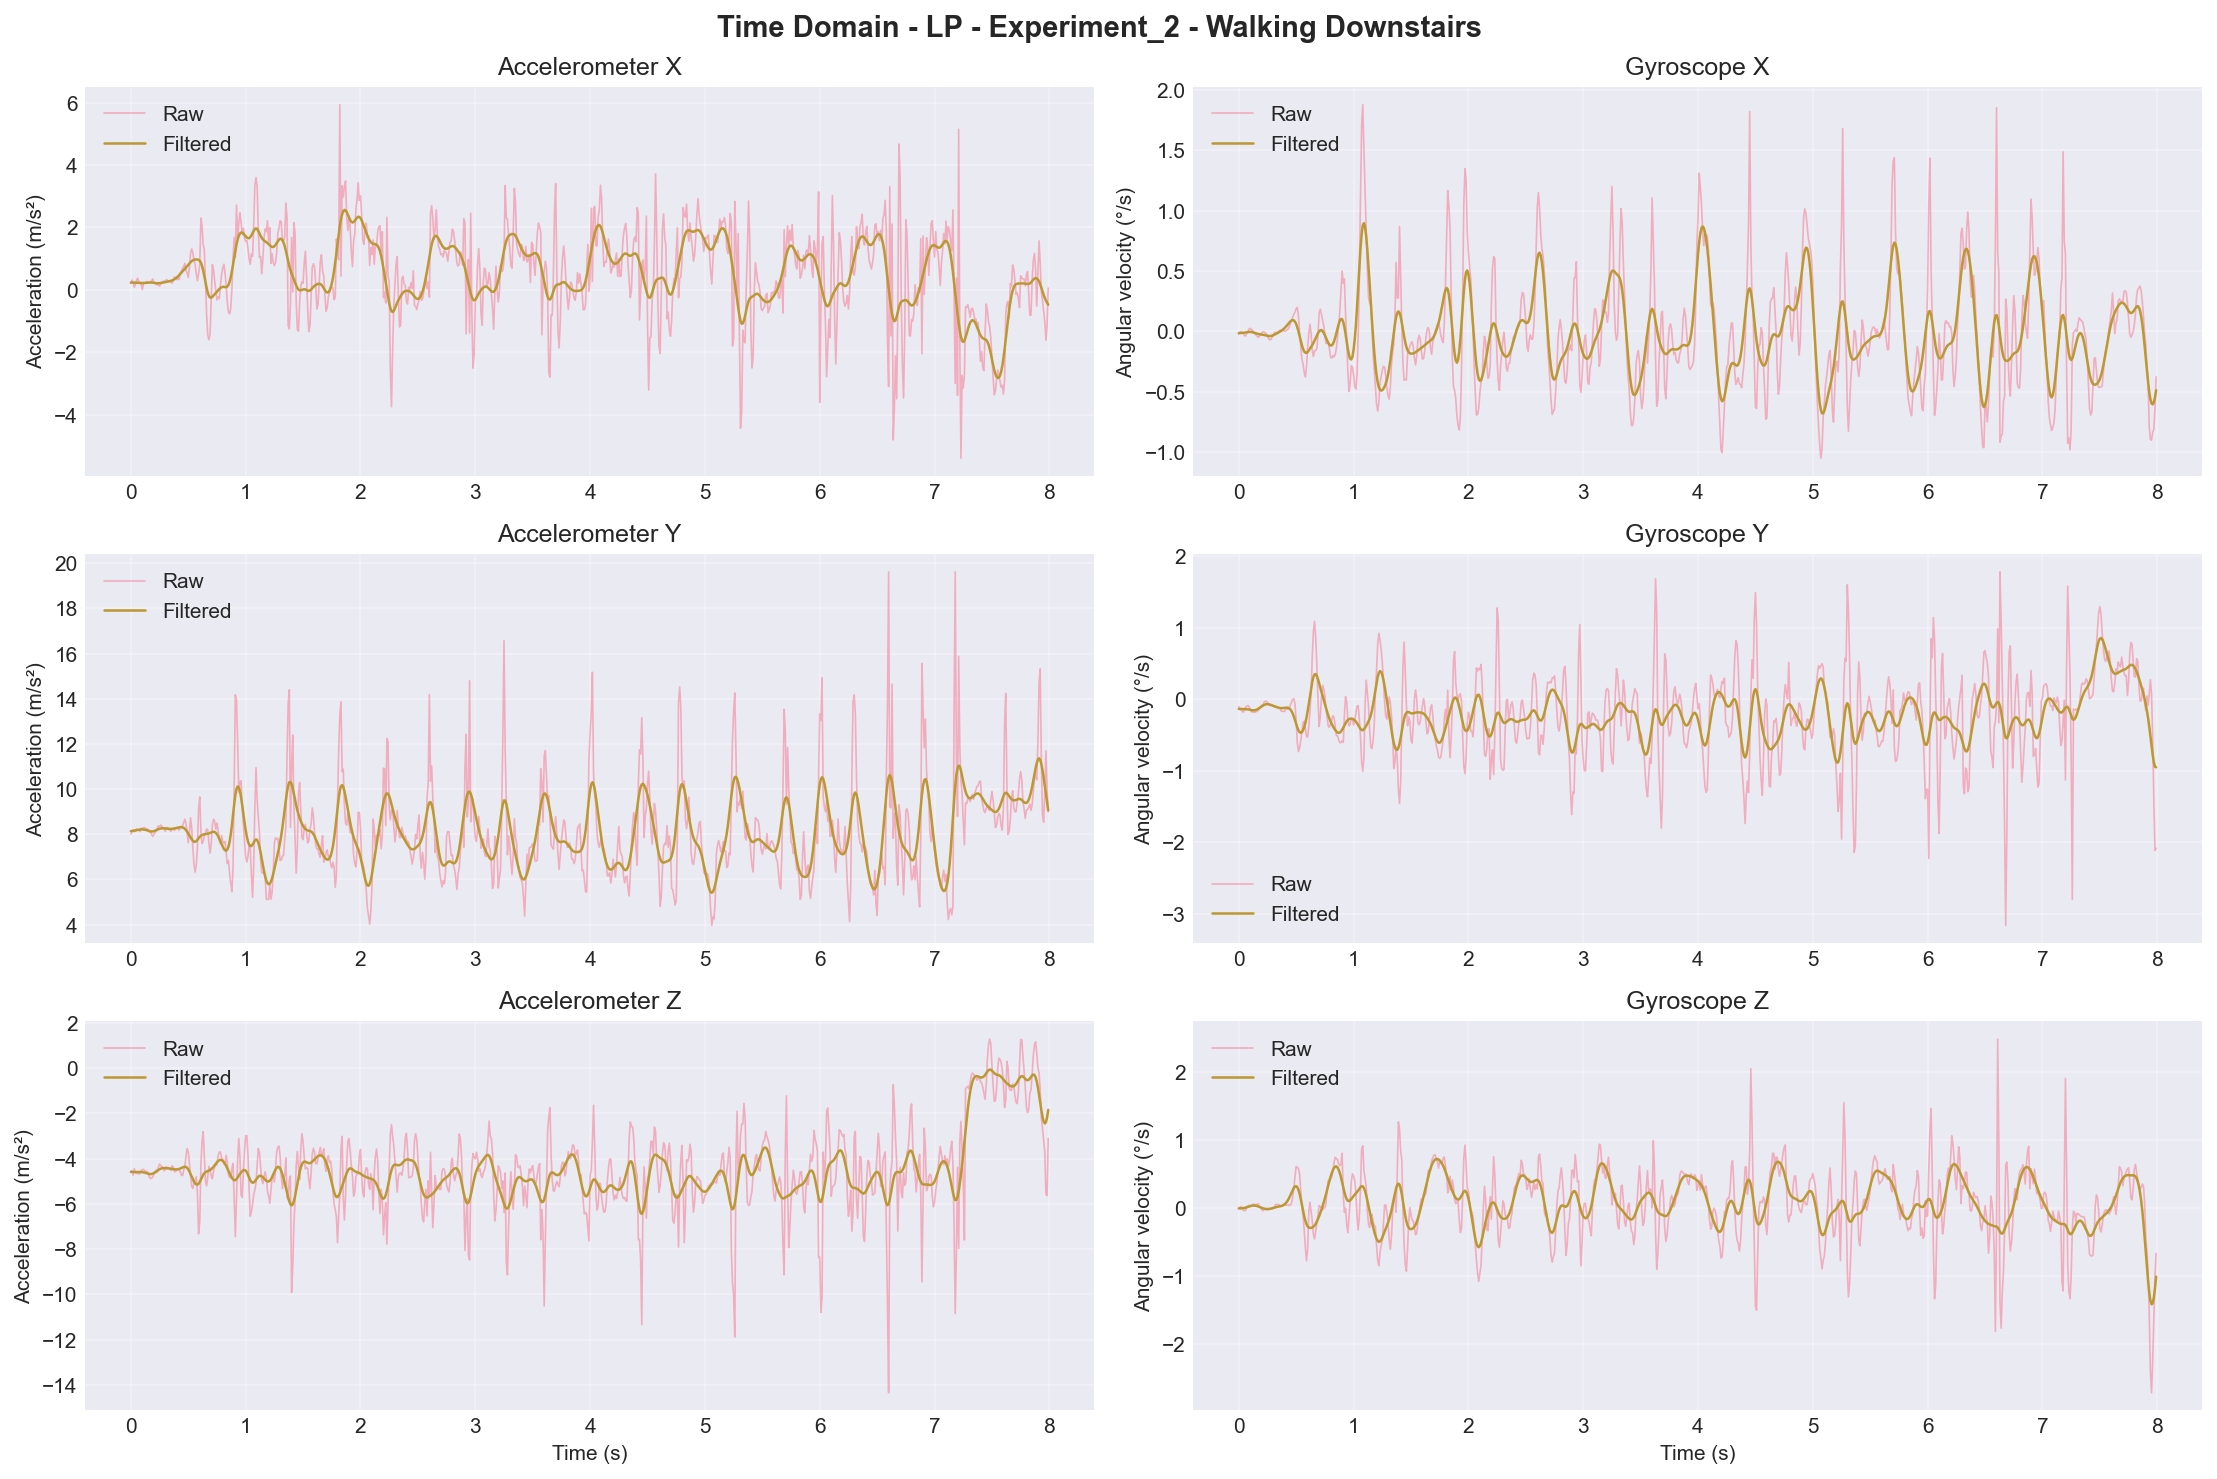 Time Domain - LP - Experiment_2 - Walking Downstairs
Accelerometer X
Acceleration (m/s²)
6
4
2
0
−2
−4
Raw
Filtered
0 1 2 3 4 5 6 7 8
Gyroscope X
Angular velocity (°/s)
2.0
1.5
1.0
0.5
0.0
−0.5
−1.0
Raw
Filtered
0 1 2 3 4 5 6 7 8
Accelerometer Y
Acceleration (m/s²)
20
18
16
14
12
10
8
6
4
Raw
Filtered
0 1 2 3 4 5 6 7 8
Gyroscope Y
Angular velocity (°/s)
2
1
0
−1
−2
−3
Raw
Filtered
0 1 2 3 4 5 6 7 8
Accelerometer Z
Acceleration (m/s²)
2
0
−2
−4
−6
−8
−10
−12
−14
Raw
Filtered
0 1 2 3 4 5 6 7 8
Time (s)
Gyroscope Z
Angular velocity (°/s)
2
1
0
−1
−2
Raw
Filtered
0 1 2 3 4 5 6 7 8
Time (s)